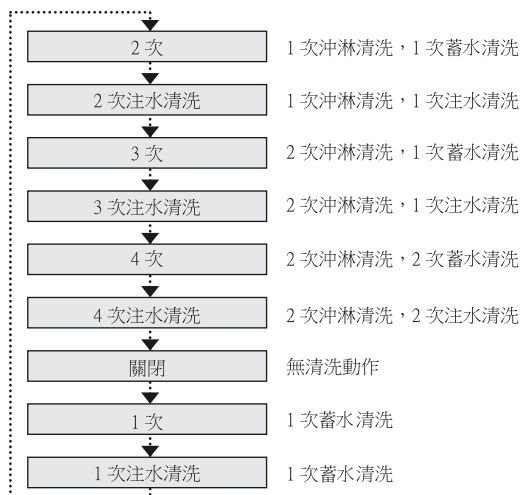 2 次 1 次沖淋清洗，1 次蓄水清洗
2 次注水清洗 1 次沖淋清洗，1 次注水清洗
3 次 2 次沖淋清洗，1 次蓄水清洗
3 次注水清洗 2 次沖淋清洗，1 次注水清洗
4 次 2 次沖淋清洗，2 次蓄水清洗
4 次注水清洗 2 次沖淋清洗，2 次注水清洗
關閉 無清洗動作
1 次 1 次蓄水清洗
1 次注水清洗 1 次蓄水清洗